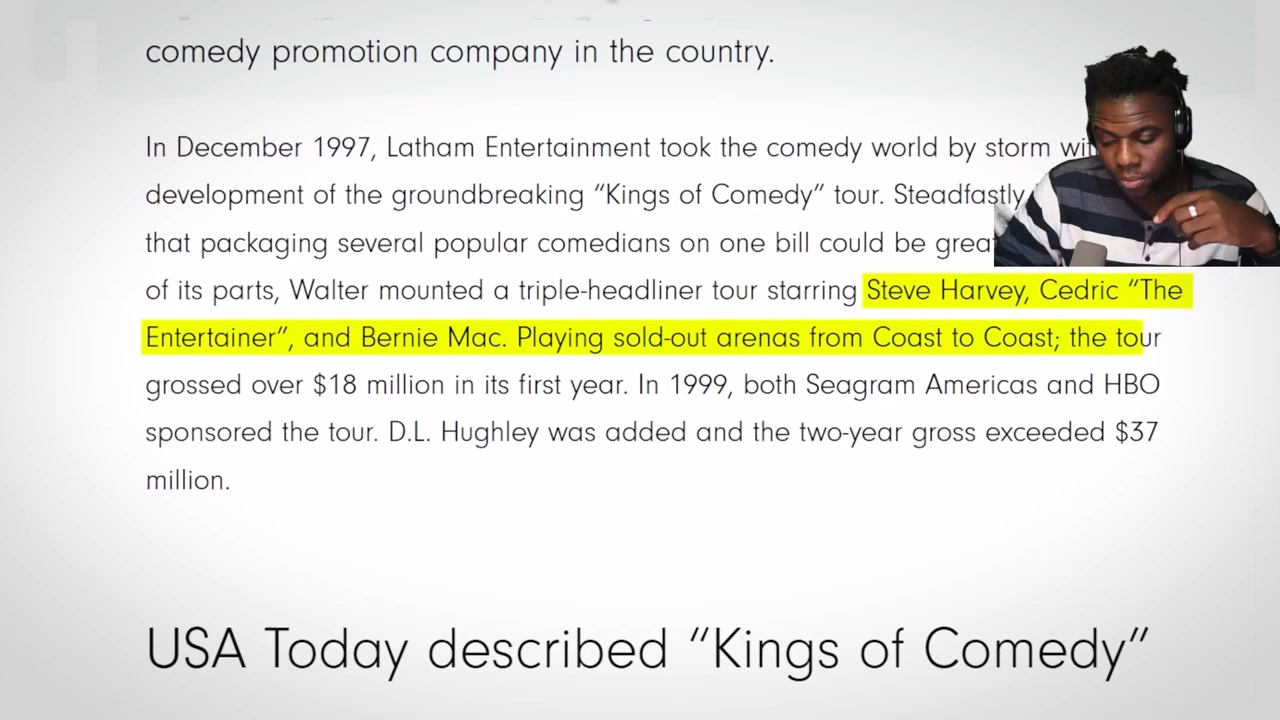 comedy promotion company in the country.
In December 1997, Latham Entertainment took the comedy world by storm
development of the groundbreaking “Kings of Comedy” tour. Steadfastly
that packaging several popular comedians on one bill could be
of its parts, Walter mounted a triple-headliner tour starring Steve Harvey, Cedric “The
Entertainer”, and Bernie Mac. Playing sold-out arenas from Coast to Coast; the tour
grossed over $18 million in its first year. In 1999, both Seagram Americas and HBO
sponsored the tour. D.L. Hughley was added and the two-year gross exceeded $37
million.
USA Today described “Kings of Comedy”